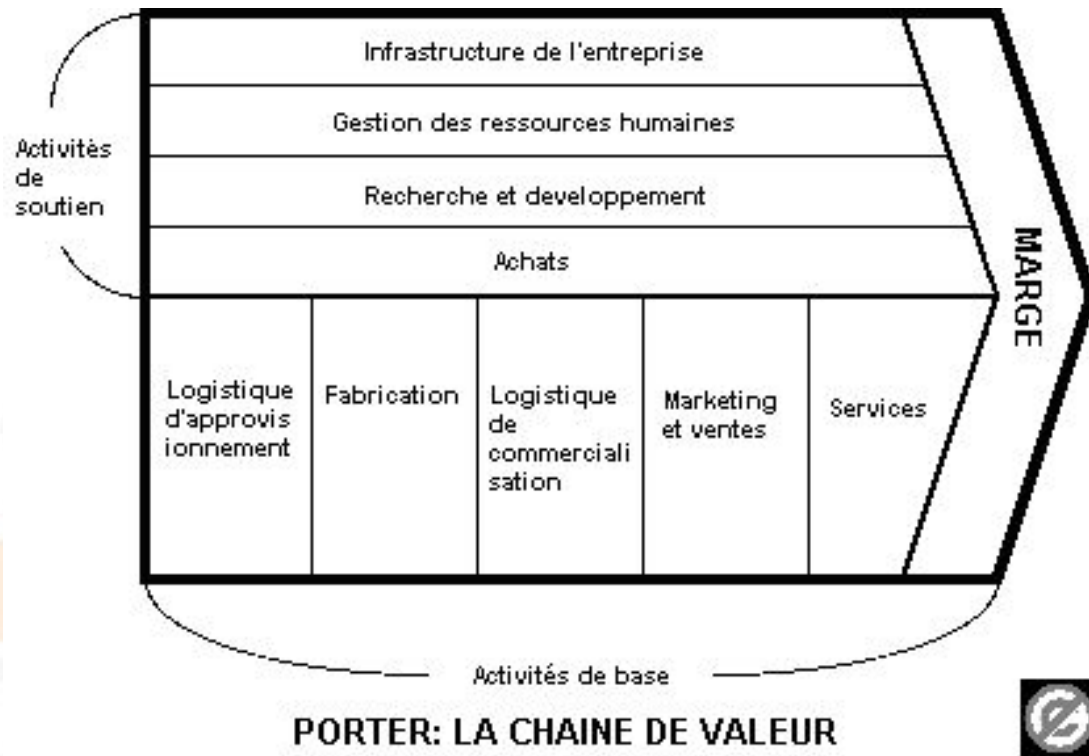 Infrastructure de l'entreprise
Gestion des ressources humaines
Recherche et developpement
Achats
Activités
de
soutien
MARGE
Logistique
d'approvis
ionnement
Fabrication
Logistique
de
commerciali
sation
Marketing
et ventes
Services
Activités de base
PORTER: LA CHAINE DE VALEUR